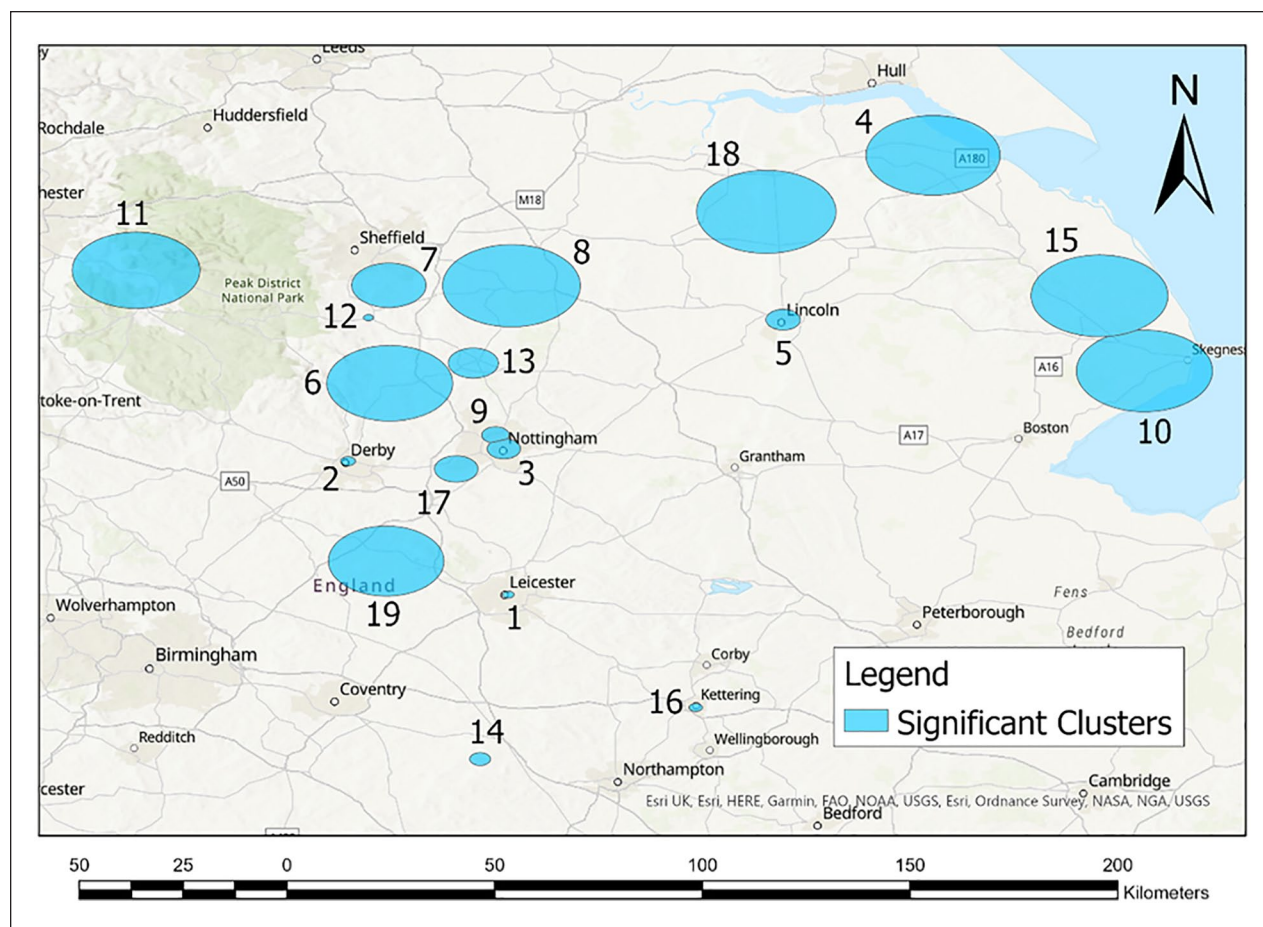 Leeds
Hull
N
Huddersfield
Rochdale
4
A180
18
hester
M18
11
Sheffield
7
8
15
Peak District
National Park
12
Lincoln
5
Skegness
6
13
A16
toke-on-Trent
9
Nottingham
A17
Boston
10
Derby
3
Grantham
2
A50
17
England
Leicester
19
1
Fens
Wolverhampton
Peterborough
Bedford
Birmingham
Corby
Legend
Coventry
16
Kettering
Significant Clusters
14
Redditch
Wellingborough
Northampton
Cambridge
cester
Esri UK, Esri, HERE, Garmin, FAO, NOAA, USGS, Esri, Ordnance Survey, NASA, NGA, USGS
Bedford
50 25 0 50 100 150 200
Kilometers